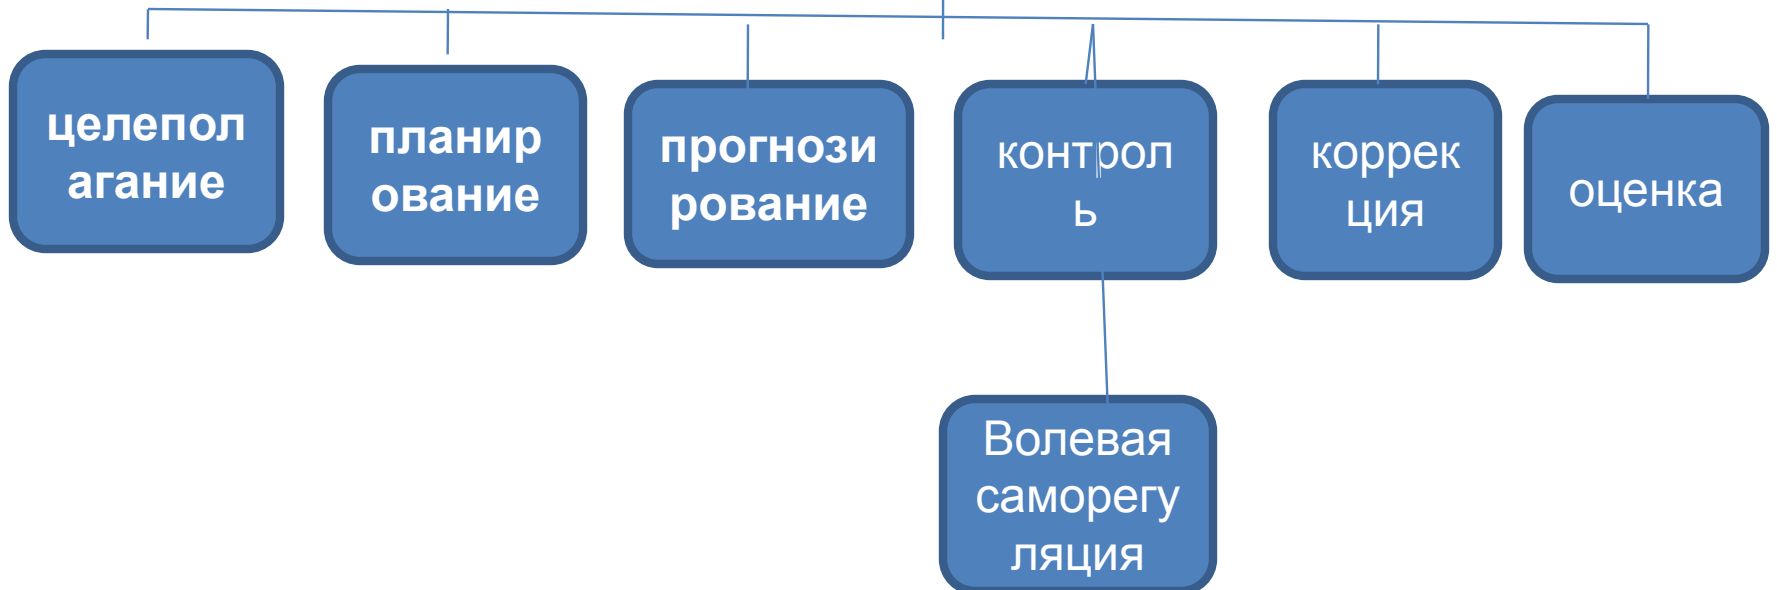 целепол
агание
планир
ование
прогнози
рование
контрол
ь
коррек
ция
оценка
Волевая
саморегу
ляция